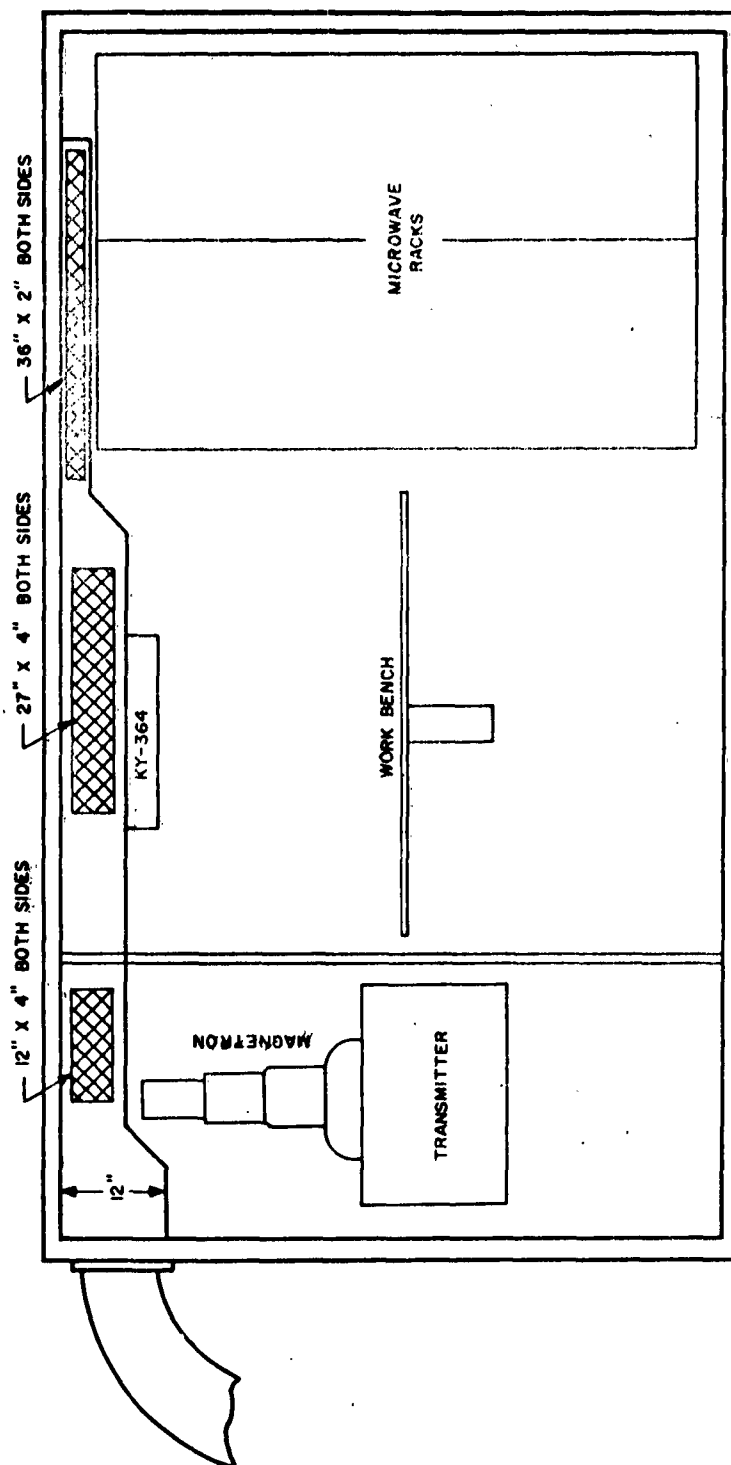 12" X 4" BOTH SIDES
27" X 4" BOTH SIDES
36" X 2" BOTH SIDES
12"
KY-364
MAGNETRON
TRANSMITTER
WORK BENCH
MICROWAVE
RACKS